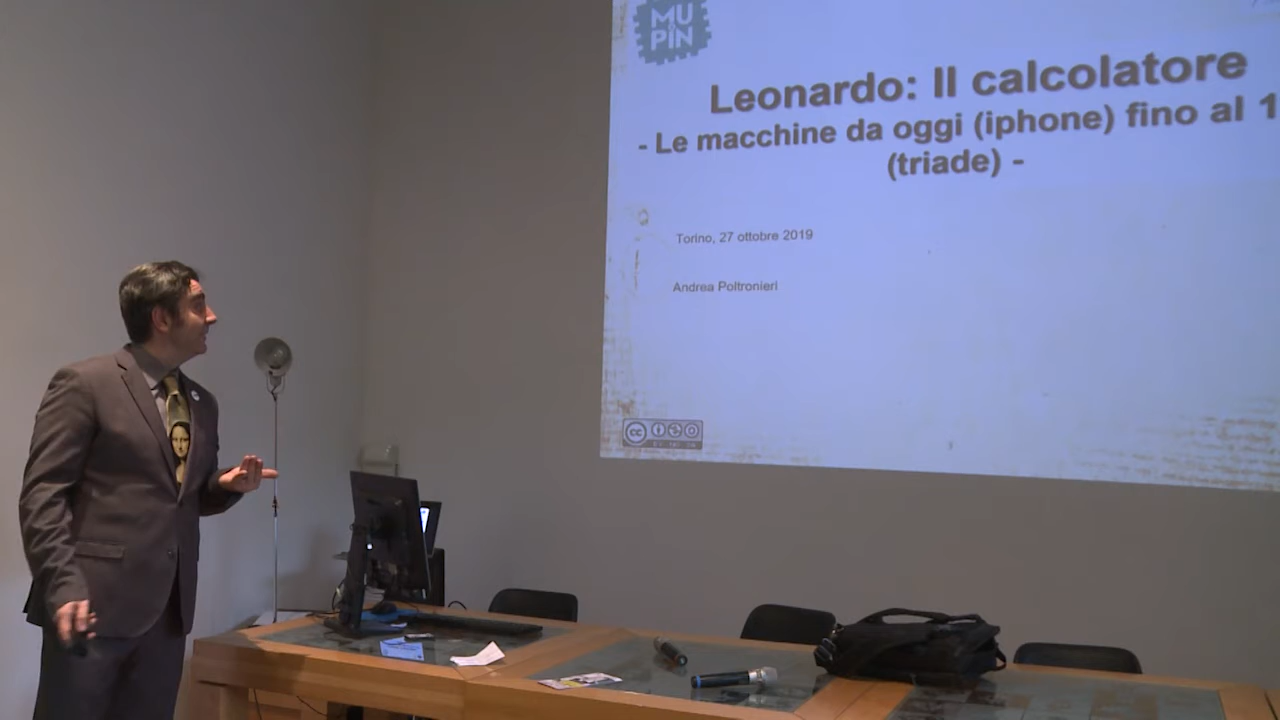 MU
PIN
Leonardo: Il calcolatore
- Le macchine da oggi (iphone) fino al 1
(triade) -
Torino, 27 ottobre 2019
Andrea Poltronieri
cc